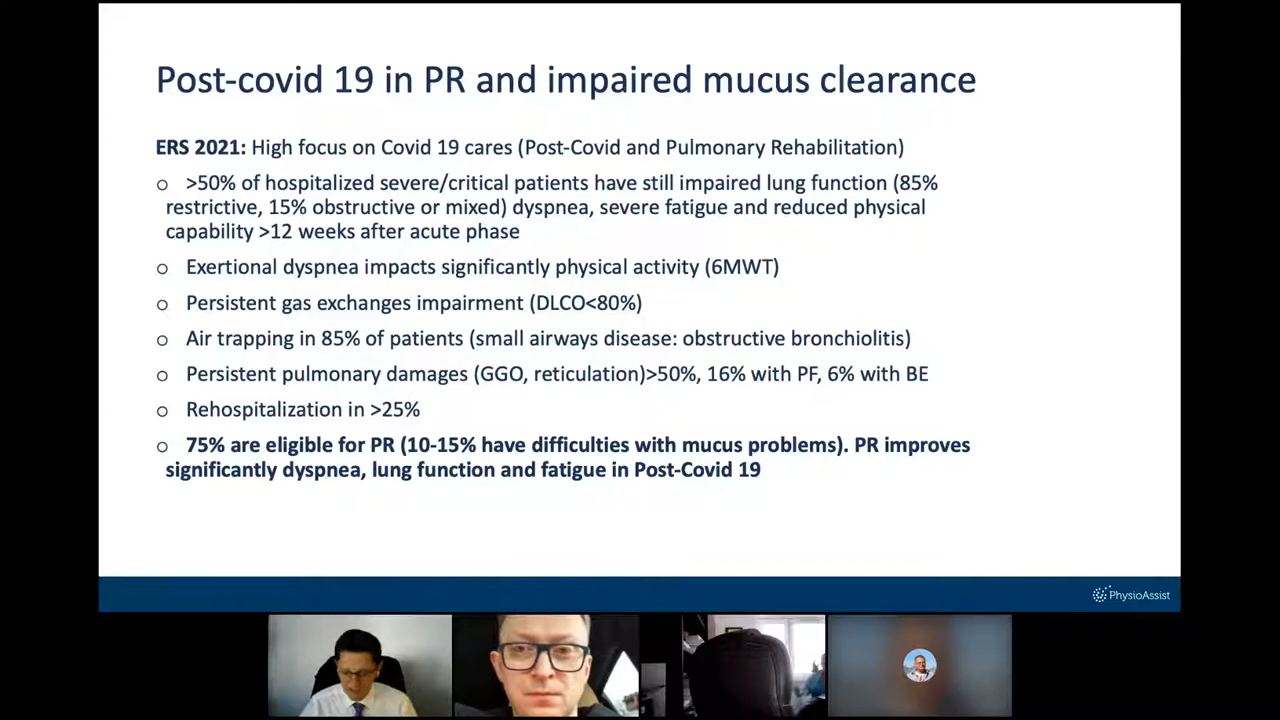 Post-covid 19 in PR and impaired mucus clearance
ERS 2021: High focus on Covid 19 cares (Post-Covid and Pulmonary Rehabilitation)
o >50% of hospitalized severe/critical patients have still impaired lung function (85%
restrictive, 15% obstructive or mixed) dyspnea, severe fatigue and reduced physical
capability >12 weeks after acute phase
o Exertional dyspnea impacts significantly physical activity (6MWT)
o Persistent gas exchanges impairment (DLCO<80%)
o Air trapping in 85% of patients (small airways disease: obstructive bronchiolitis)
o Persistent pulmonary damages (GGO, reticulation)>50%, 16% with PF, 6% with BE
o Rehospitalization in >25%
o 75% are eligible for PR (10-15% have difficulties with mucus problems). PR improves
significantly dyspnea, lung function and fatigue in Post-Covid 19
PhysioAssist